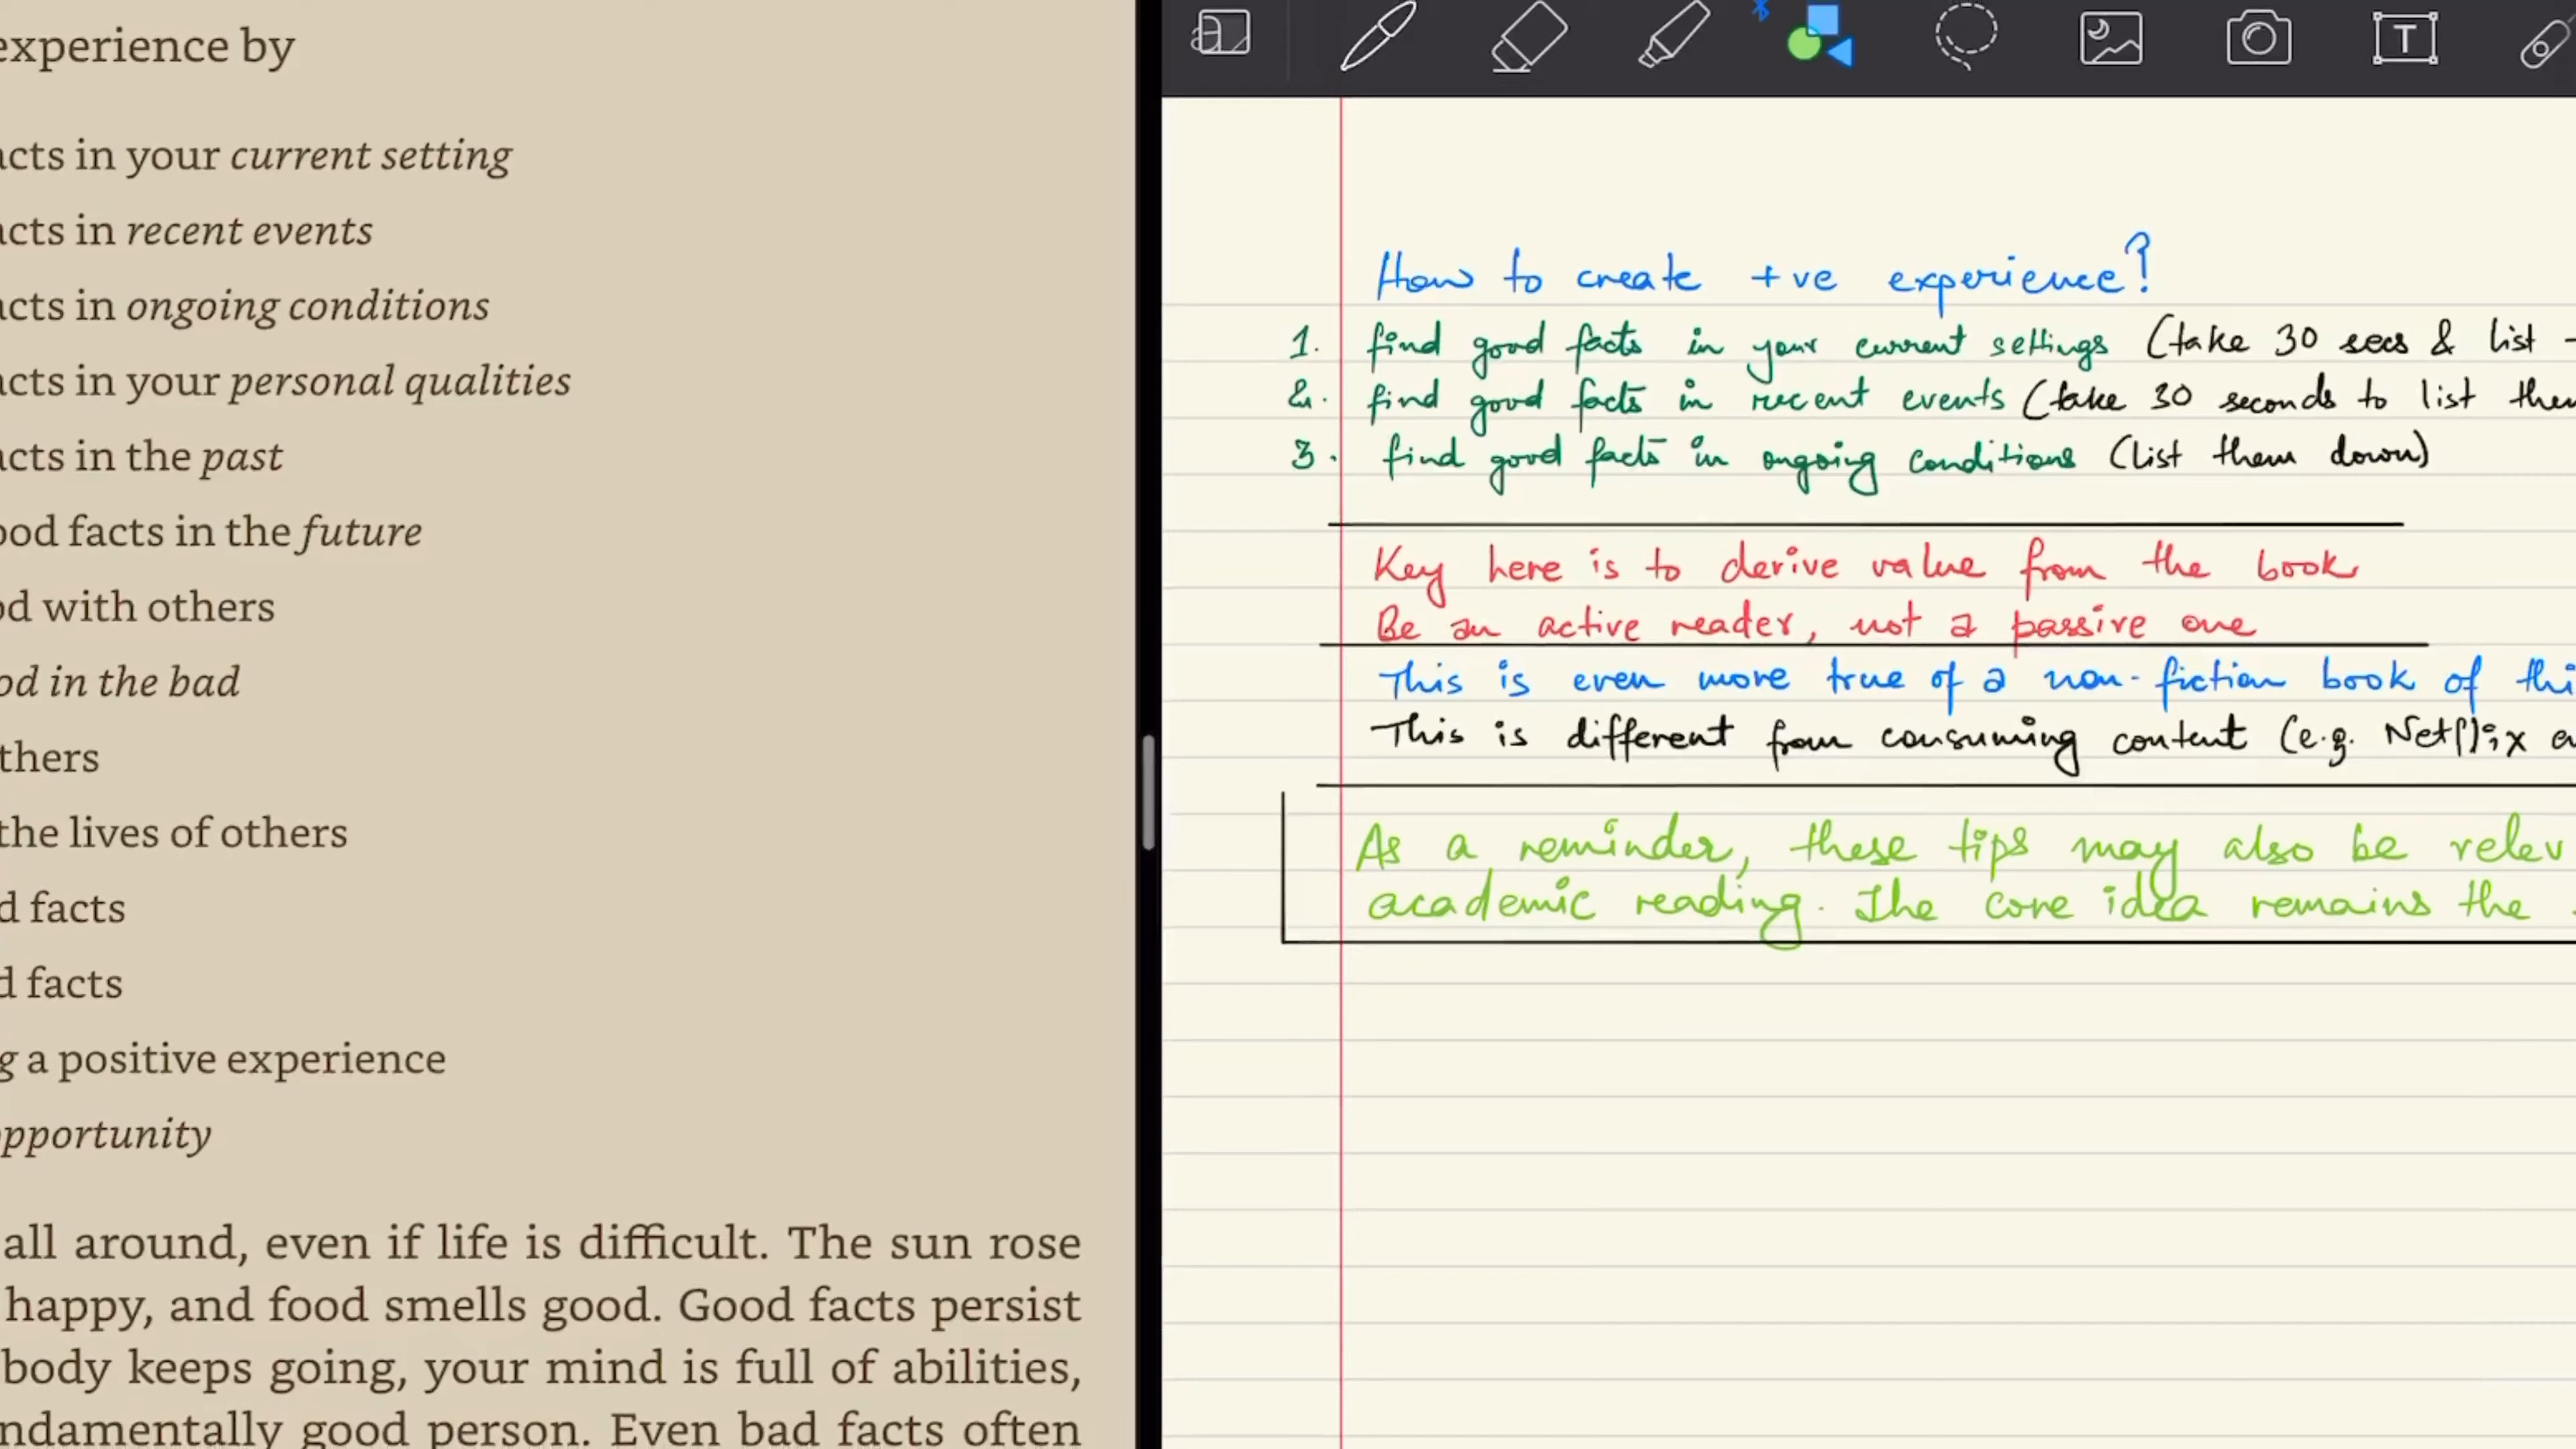 experience by
acts in your current setting
acts in recent events
acts in ongoing conditions
acts in your personal qualities
acts in the past
ood facts in the future
od with others
od in the bad
thers
the lives of others
d facts
d facts
g a positive experience
opportunity
all around, even if life is difficult. The sun rose
happy, and food smells good. Good facts persist
body keeps going, your mind is full of abilities,
ndamentally good person. Even bad facts often
T
How to create +ve experience?
1. find good facts in your current settings (take 30 secs & list
2. find good facts in recent events (take 30 seconds to list them
3. find good facts in ongoing conditions (list them down)
Key here is to derive value from the book
Be an active reader, not a passive one
This is even more true of a non-fiction book of thi
This is different from consuming content (e.g. Netflix
As a reminder, these tips may also be relev
academic reading. The core idea remains the